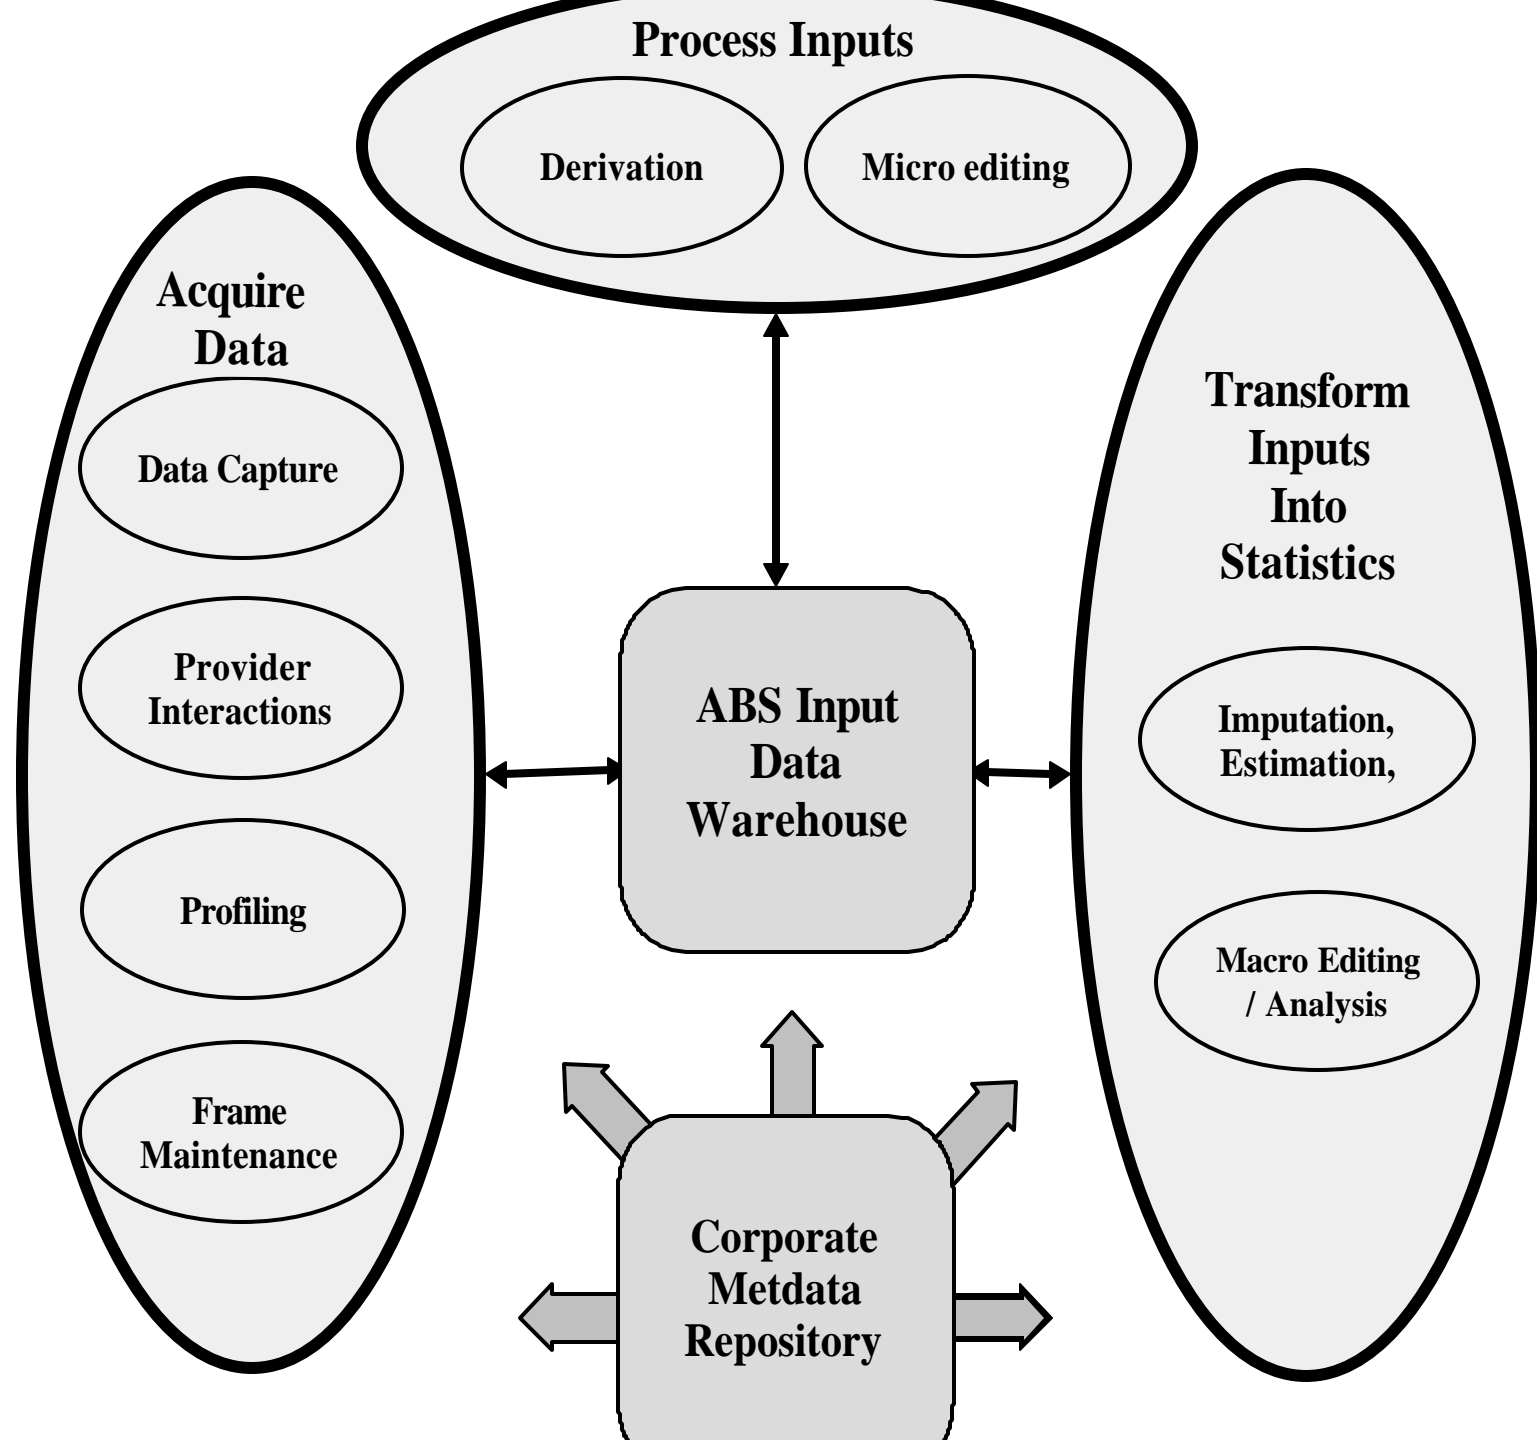 Process Inputs
Derivation
Micro editing
Acquire
Data
Data Capture
Provider
Interactions
Profiling
Frame
Maintenance
ABS Input
Data
Warehouse
Transform
Inputs
Into
Statistics
Imputation,
Estimation,
Macro Editing
/ Analysis
Corporate
Metdata
Repository